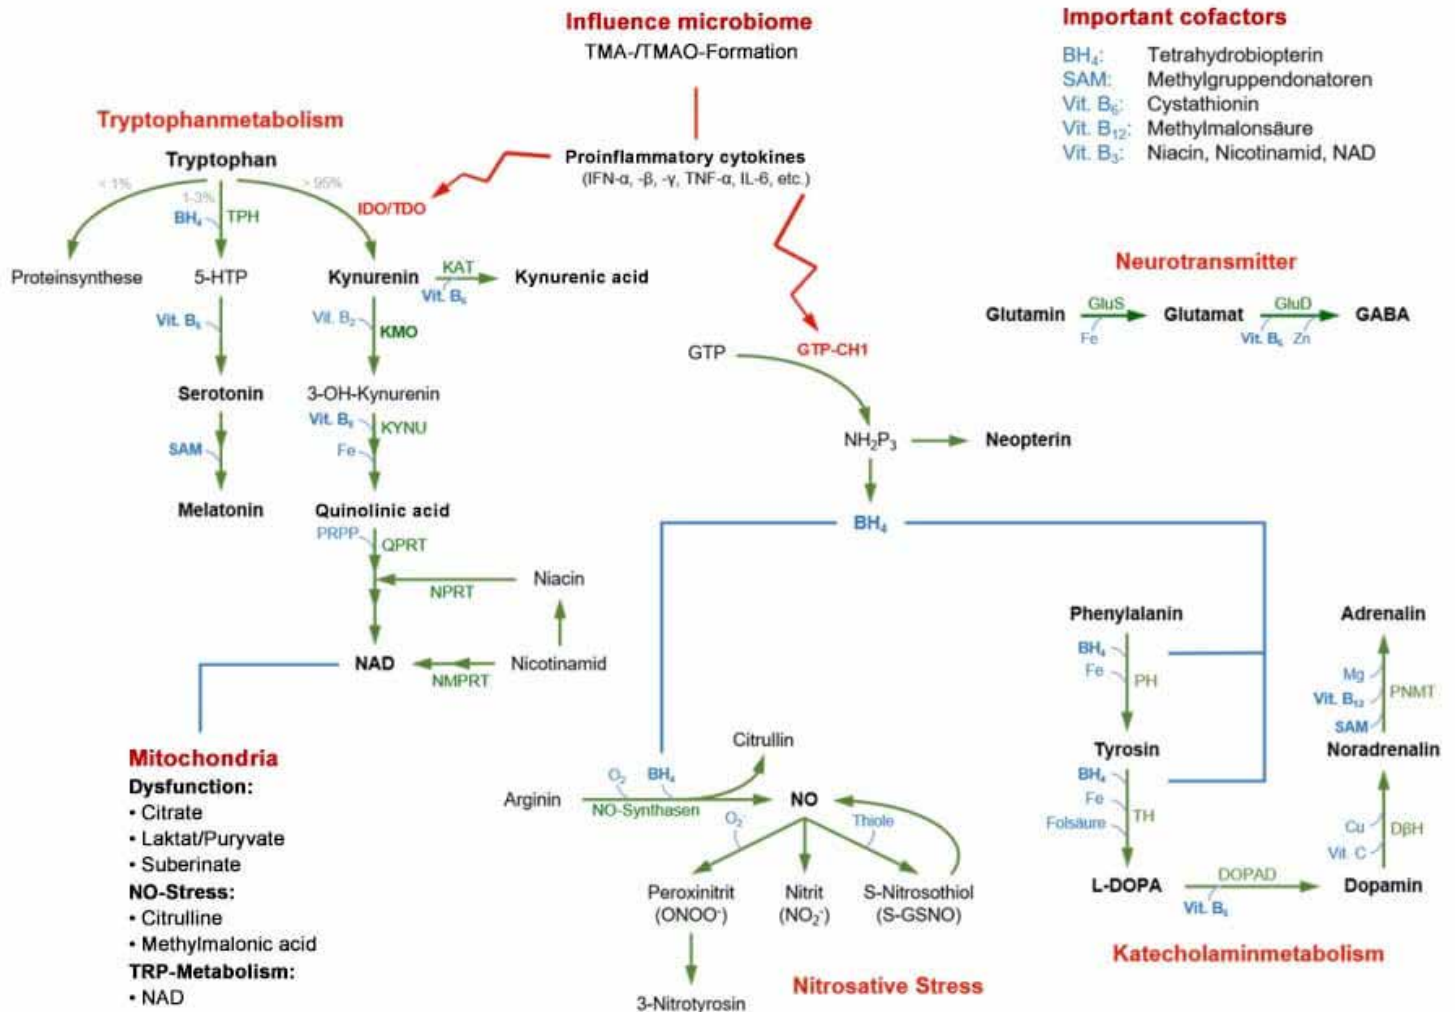 Influence microbiome
TMA-/TMAO-Formation
Important cofactors
BH₄: Tetrahydrobiopterin
SAM: Methylgruppendonatoren
Vit. B₆: Cystathionin
Vit. B₁₂: Methylmalonsäure
Vit. B₃: Niacin, Nicotinamid, NAD
Tryptophanmetabolism
Tryptophan
< 1%
1-3%
> 95%
BH₄
TPH
IDO/TDO
Proinflammatory cytokines
(IFN-α, -β, -γ, TNF-α, IL-6, etc.)
Proteinsynthese
5-HTP
Kynurenin
KAT
Vit. B₆
Kynurenic acid
Vit. B₆
Vit. B₂
KMO
Serotonin
3-OH-Kynurenin
Vit. B₆
KYNU
SAM
Fe
Melatonin
Quinolinic acid
PRPP
QPRT
NPRT
Niacin
NAD
NMPRT
Nicotinamid
Neurotransmitter
Glutamin
GluS
Fe
Glutamat
GluD
Vit. B₆
Zn
GABA
GTP
GTP-CH1
NH₂P₃
Neopterin
BH₄
Mitochondria
Dysfunction:
• Citrate
• Laktat/Puryvate
• Suberinate
NO-Stress:
• Citrulline
• Methylmalonic acid
TRP-Metabolism:
• NAD
Citrullin
Arginin
O₂
BH₄
NO-Synthasen
NO
O₂⁻
Thiole
Peroxinitrit
(ONOO⁻)
Nitrit
(NO₂⁻)
S-Nitrosothiol
(S-GSNO)
3-Nitrotyrosin
Nitrosative Stress
Phenylalanin
BH₄
Fe
PH
Tyrosin
BH₄
Fe
Folsäure
TH
L-DOPA
DOPAD
Vit. B₆
Dopamin
Cu
Vit. C
DβH
Noradrenalin
Mg
Vit. B₁₂
SAM
PNMT
Adrenalin
Katecholaminmetabolism